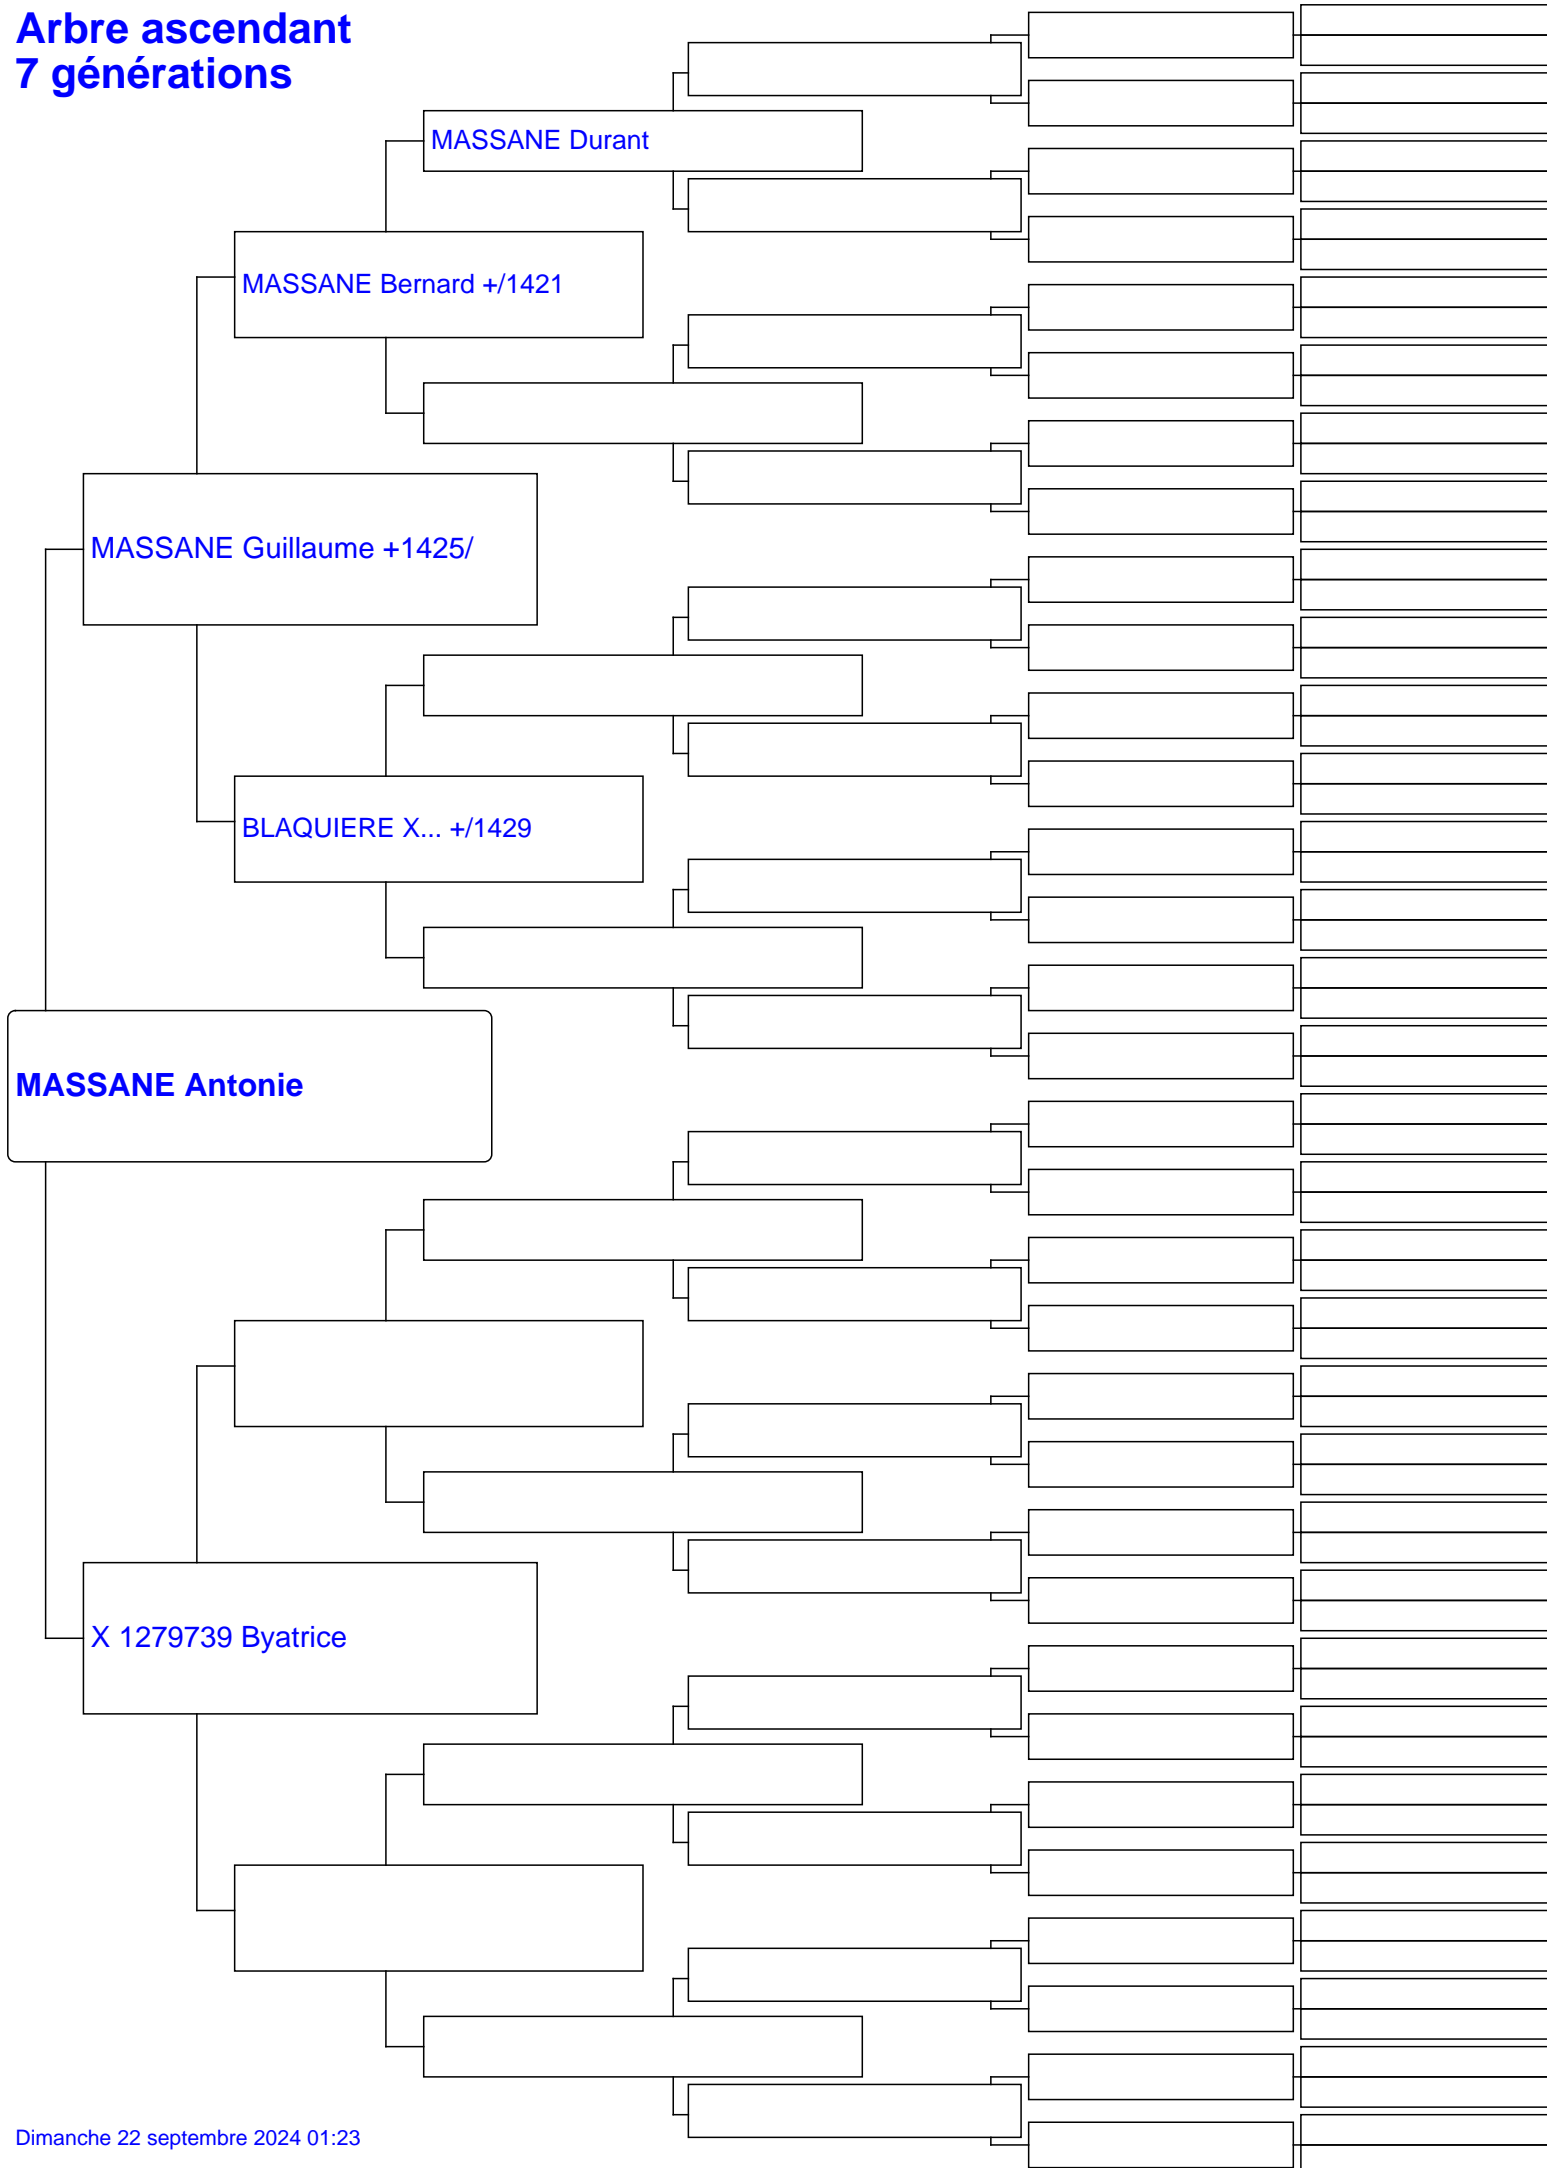 Arbre ascendant
7 générations
MASSANE Durant
MASSANE Bernard +/1421
MASSANE Guillaume +1425/
BLAQUIERE X... +/1429
MASSANE Antonie
X 1279739 Byatrice
Dimanche 22 septembre 2024 01:23